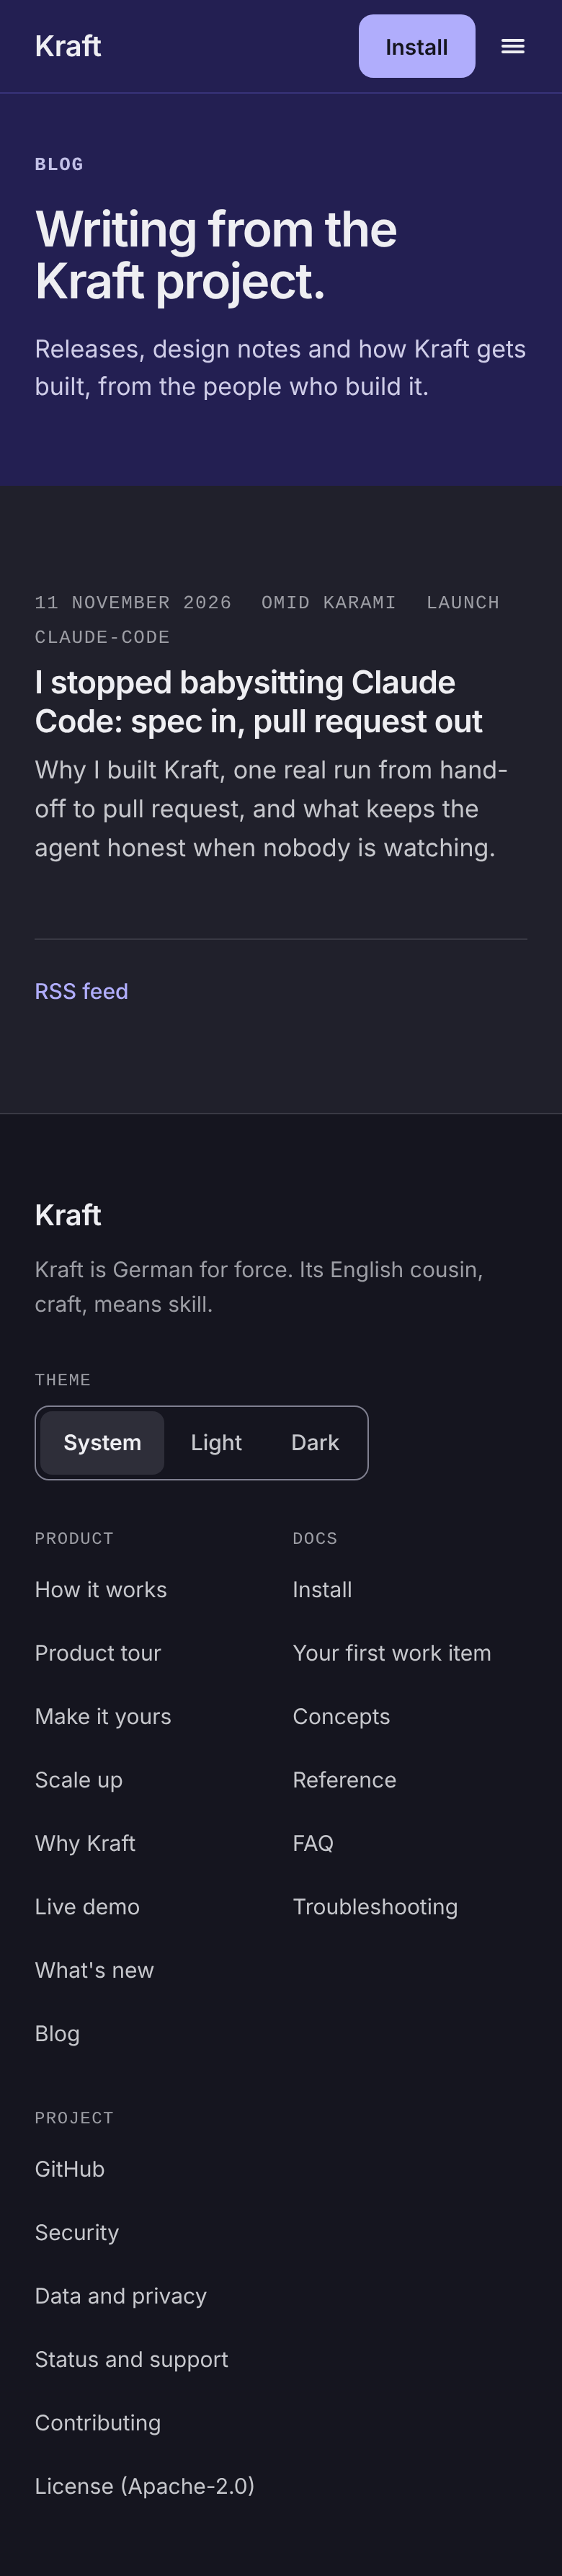 Kraft
Install
BLOG
Writing from the
Kraft project.
Releases, design notes and how Kraft gets
built, from the people who build it.
11 NOVEMBER 2026 OMID KARAMI LAUNCH
CLAUDE-CODE
I stopped babysitting Claude
Code: spec in, pull request out
Why I built Kraft, one real run from hand-
off to pull request, and what keeps the
agent honest when nobody is watching.
RSS feed
Kraft
Kraft is German for force. Its English cousin,
craft, means skill.
THEME
System Light Dark
PRODUCT
How it works
Product tour
Make it yours
Scale up
Why Kraft
Live demo
What's new
Blog
DOCS
Install
Your first work item
Concepts
Reference
FAQ
Troubleshooting
PROJECT
GitHub
Security
Data and privacy
Status and support
Contributing
License (Apache-2.0)